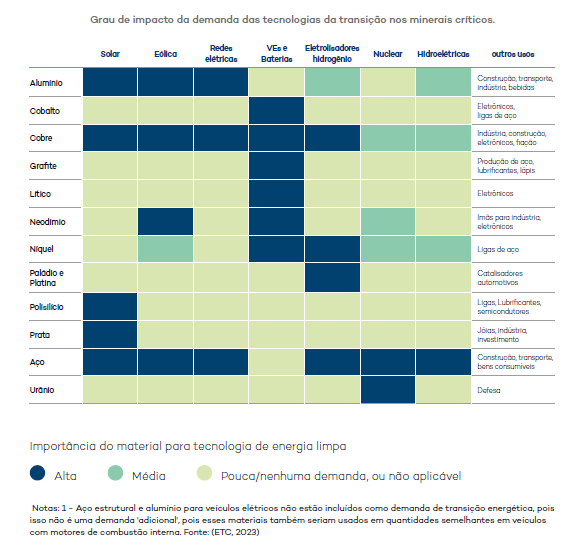 Grau de impacto da demanda das tecnologias da transição nos minerais críticos.
Solar
Eólica
Redes
elétricas
VEs e
Baterias
Eletrolisadores
hidrogênio
Nuclear
Hidroelétricas
outros usos
Alumínio
Construção, transporte,
indústria, bebidas
Cobalto
Eletrônicos,
ligas de aço
Cobre
Indústria, construção,
eletrônicos, fiação
Grafite
Produção de aço,
lubrificantes, lápis
Lítico
Eletrônicos
Neodímio
Imãs para indústria,
eletrônicos
Níquel
Ligas de aço
Paládio e
Platina
Catalisadores
automotivos
Polisilício
Ligas, Lubrificantes,
semicondutores
Prata
Jóias, indústria,
investimento
Aço
Construção, transporte,
bens consumíveis
Urânio
Defesa
Importância do material para tecnologia de energia limpa
Alta
Média
Pouca/nenhuma demanda, ou não aplicável
Notas: 1 - Aço estrutural e alumínio para veículos elétricos não estão incluídos como demanda de transição energética, pois
isso não é uma demanda 'adicional', pois esses materiais também seriam usados em quantidades semelhantes em veículos
com motores de combustão interna. Fonte: (ETC, 2023)